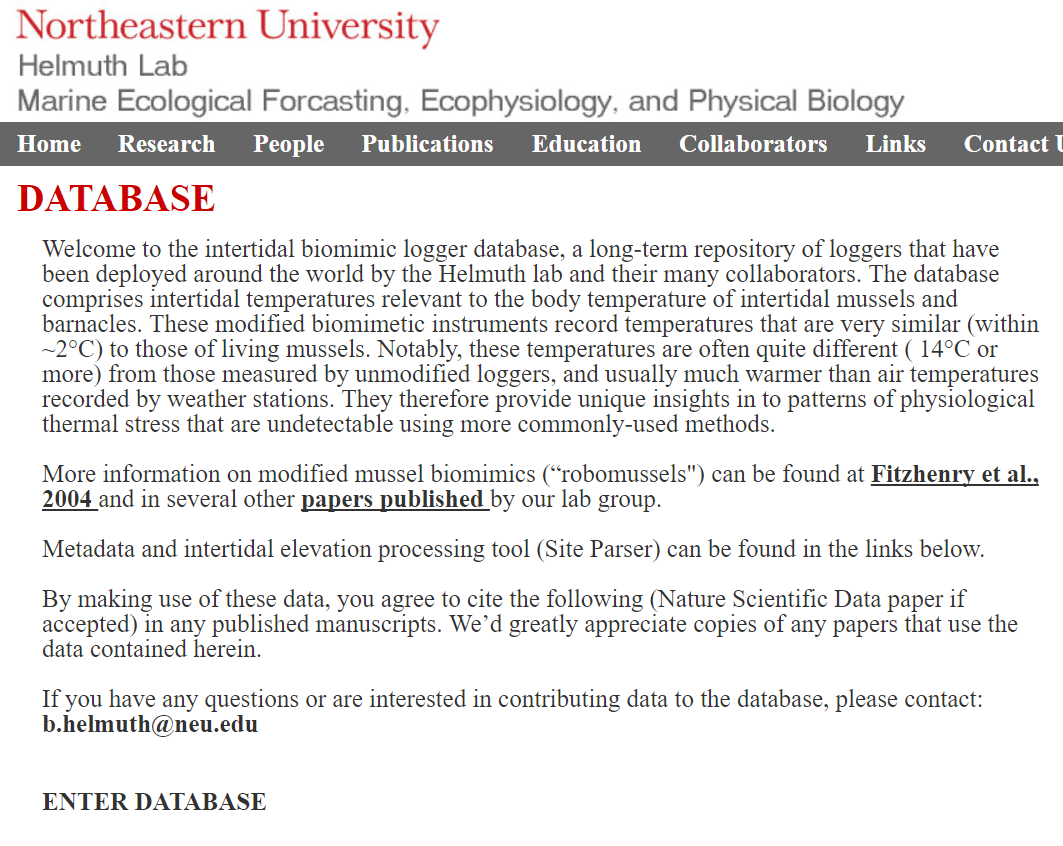 Northeastern University
Helmuth Lab
Marine Ecological Forcasting, Ecophysiology, and Physical Biology
Home Research People Publications Education Collaborators Links Contact
DATABASE
Welcome to the intertidal biomimic logger database, a long-term repository of loggers that have
been deployed around the world by the Helmuth lab and their many collaborators. The database
comprises intertidal temperatures relevant to the body temperature of intertidal mussels and
barnacles. These modified biomimetic instruments record temperatures that are very similar (within
~2°C) to those of living mussels. Notably, these temperatures are often quite different ( 14°C or
more) from those measured by unmodified loggers, and usually much warmer than air temperatures
recorded by weather stations. They therefore provide unique insights in to patterns of physiological
thermal stress that are undetectable using more commonly-used methods.
More information on modified mussel biomimics (“robomussels") can be found at Fitzhenry et al.,
2004 and in several other papers published by our lab group.
Metadata and intertidal elevation processing tool (Site Parser) can be found in the links below.
By making use of these data, you agree to cite the following (Nature Scientific Data paper if
accepted) in any published manuscripts. We’d greatly appreciate copies of any papers that use the
data contained herein.
If you have any questions or are interested in contributing data to the database, please contact:
b.helmuth@neu.edu
ENTER DATABASE